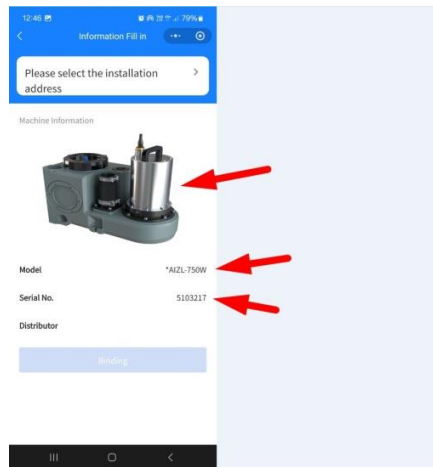 12:46
79%
Information Fill in
Please select the installation
address
Machine Information
Model *AIZL-750W
Serial No. 5103217
Distributor
Binding